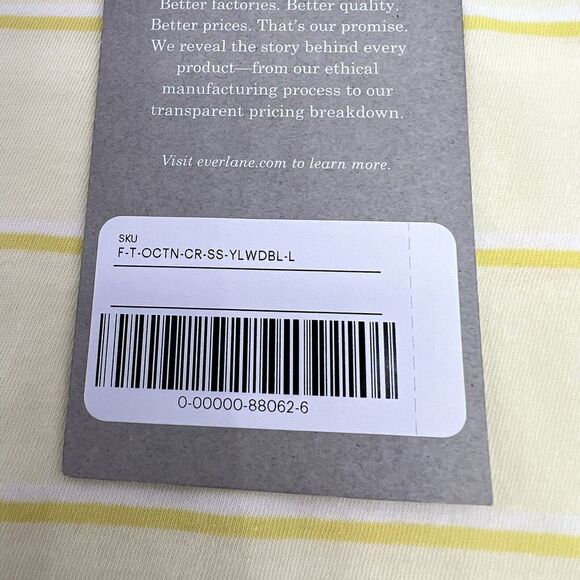 Better factories. Better quality.
Better prices. That's our promise.
We reveal the story behind every
product—from our ethical
manufacturing process to our
transparent pricing breakdown.
Visit everlane.com to learn more.
SKU
F-T-OCTN-CR-SS-YLWDBL-L
0-00000-88062-6